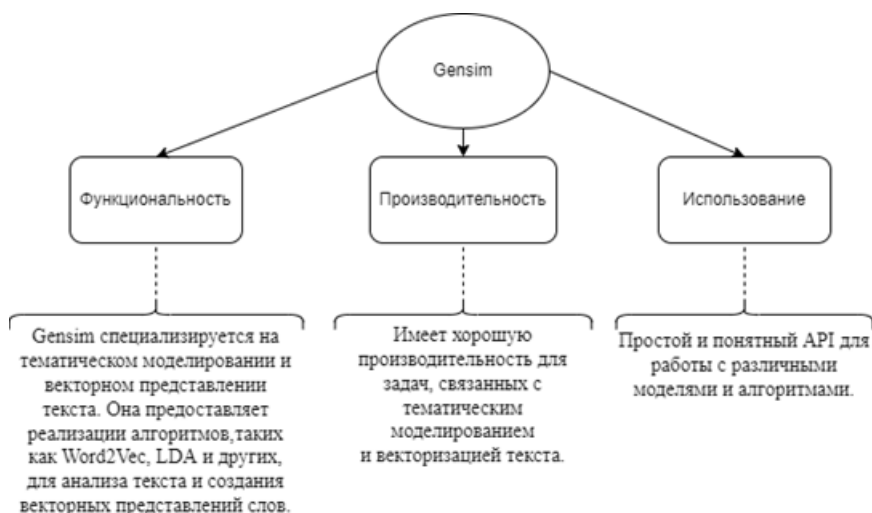 Gensim
Функциональность
Производительность
Использование
Gensim специализируется на
тематическом моделировании и
векторном представлении
текста. Она предоставляет
реализации алгоритмов,таких
как Word2Vec, LDA и других,
для анализа текста и создания
векторных представлений слов.
Имеет хорошую
производительность для
задач, связанных с
тематическим
моделированием
и векторизацией текста.
Простой и понятный API для
работы с различными
моделями и алгоритмами.